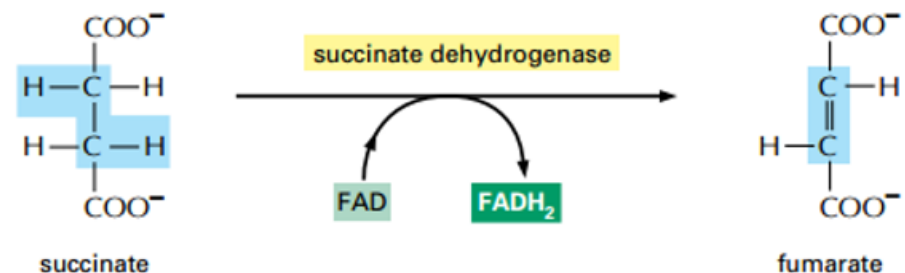 COO⁻
H—C—H
H—C—H
COO⁻
succinate
succinate dehydrogenase
FAD
FADH₂
COO⁻
C—H
H—C
COO⁻
fumarate